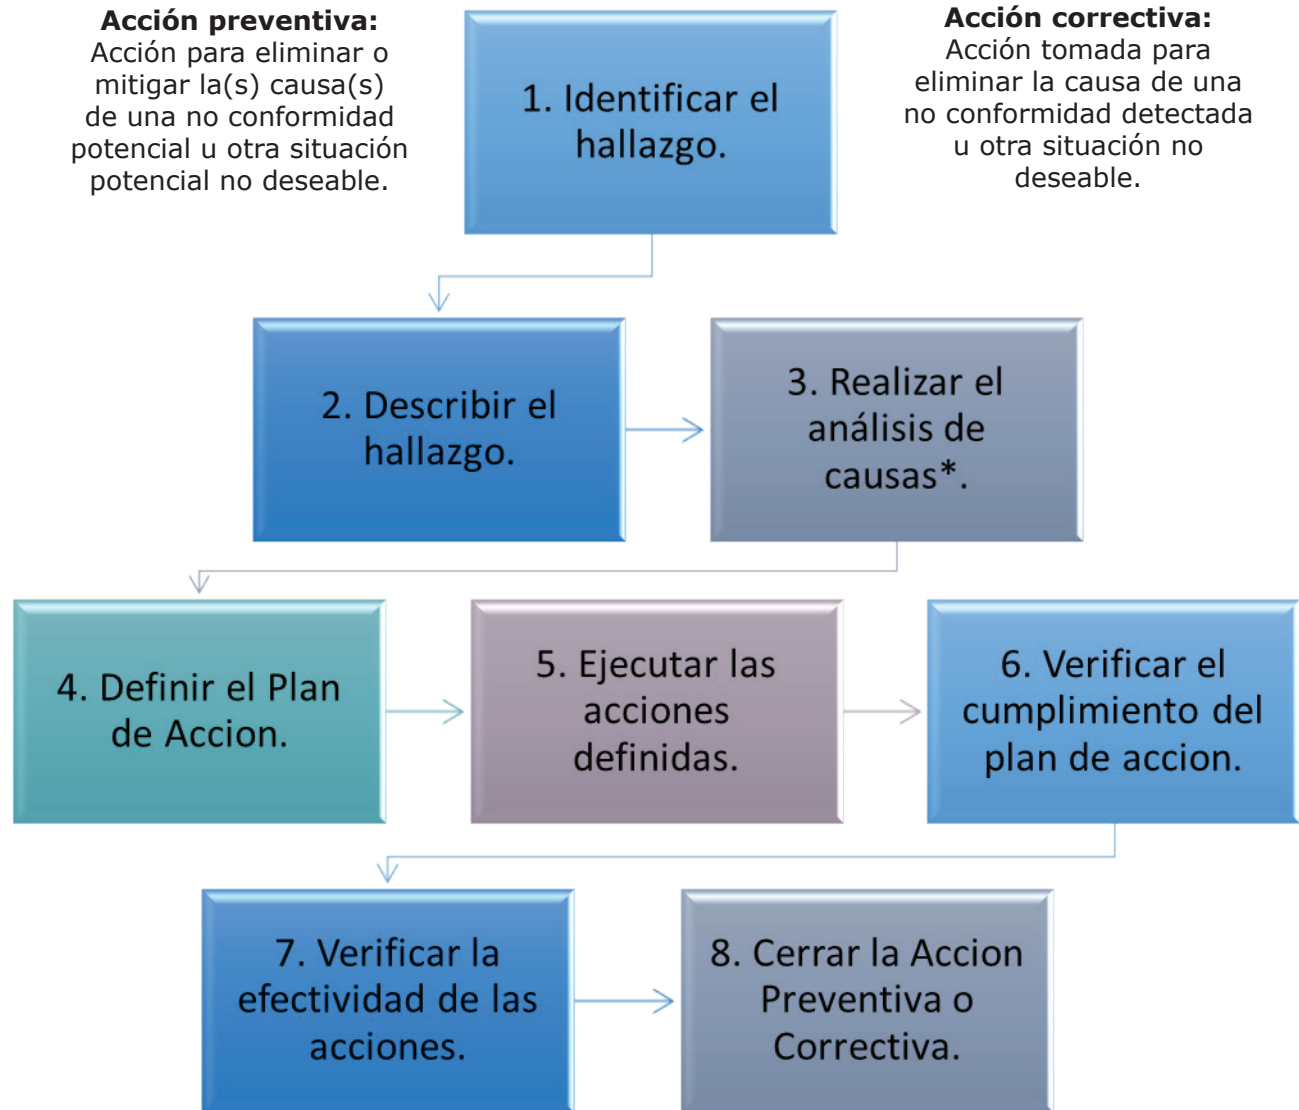 Acción preventiva:
Acción para eliminar o
mitigar la(s) causa(s)
de una no conformidad
potencial u otra situación
potencial no deseable.
Acción correctiva:
Acción tomada para
eliminar la causa de una
no conformidad detectada
u otra situación no
deseable.
1. Identificar el
hallazgo.
2. Describir el
hallazgo.
3. Realizar el
análisis de
causas*.
4. Definir el Plan
de Accion.
5. Ejecutar las
acciones
definidas.
6. Verificar el
cumplimiento del
plan de accion.
7. Verificar la
efectividad de las
acciones.
8. Cerrar la Accion
Preventiva o
Correctiva.